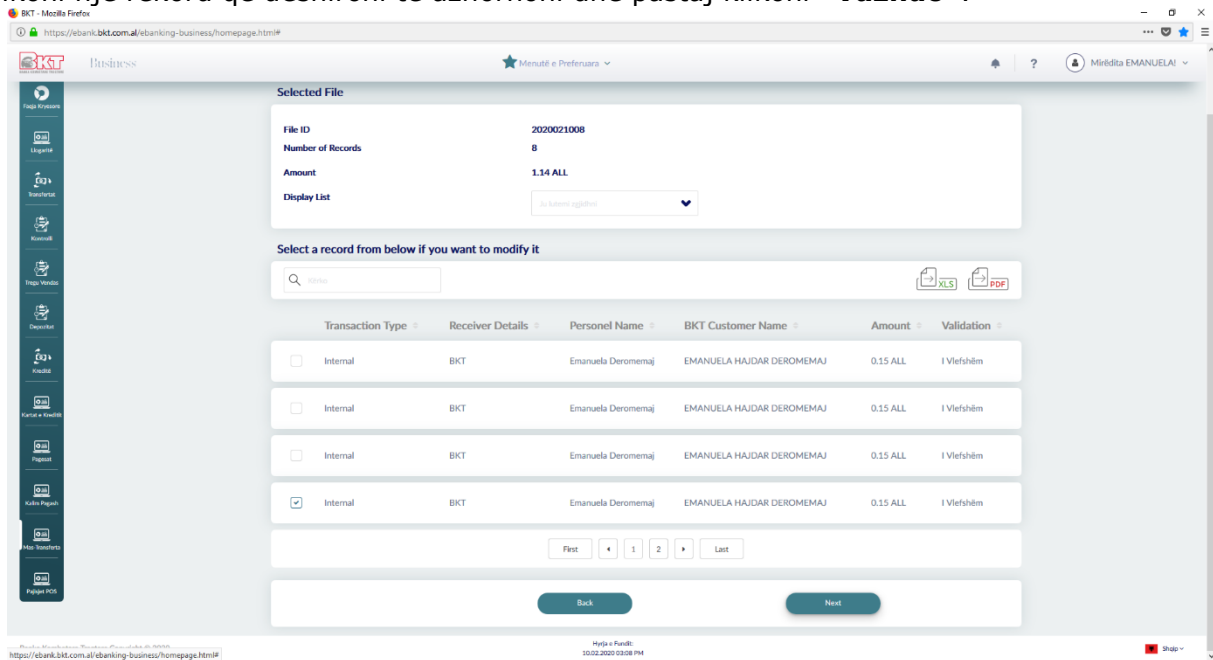 BKT - Mozilla Firefox
https://ebank.bkt.com.al/ebanking-business/homepage.html#
BKT Business Menutë e Preferuara ? Mirëdita EMANUELA!
Faqja Kryesore
Llogaritë
Transfertat
Kontrolli
Tregu Vendas
Depozitat
Kreditë
Kartat e Kreditit
Pagesat
Kalim Pagash
Mas-Transferta
Pajisjet POS
Selected File
File ID 2020021008
Number of Records 8
Amount 1.14 ALL
Display List Ju lutemi zgjidhni
Select a record from below if you want to modify it
Kërko XLS PDF
Transaction Type Receiver Details Personel Name BKT Customer Name Amount Validation
Internal BKT Emanuela Deromemaj EMANUELA HAJDAR DEROMEMAJ 0.15 ALL I Vlefshëm
Internal BKT Emanuela Deromemaj EMANUELA HAJDAR DEROMEMAJ 0.15 ALL I Vlefshëm
Internal BKT Emanuela Deromemaj EMANUELA HAJDAR DEROMEMAJ 0.15 ALL I Vlefshëm
Internal BKT Emanuela Deromemaj EMANUELA HAJDAR DEROMEMAJ 0.15 ALL I Vlefshëm
First 1 2 Last
Back Next
Hyrja e Fundit:
10.02.2020 03:08 PM
https://ebank.bkt.com.al/ebanking-business/homepage.html#
Shqip